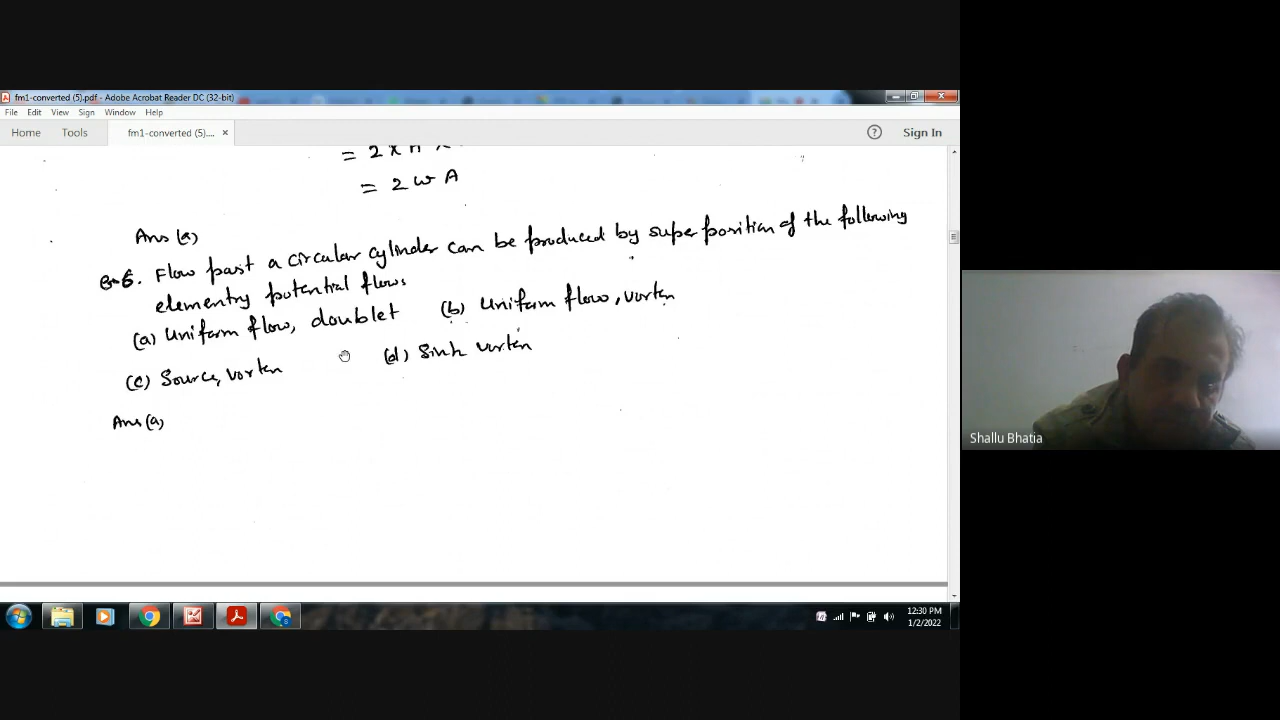 fm1-converted (5).pdf - Adobe Acrobat Reader DC (32-bit)
File Edit View Sign Window Help
Home Tools fm1-converted (5).... × ? Sign In
= 2 x
= 2 w A
Ans (a)
Flow past a circular cylinder can be produced by super position of the following
elementry potential flows
(a) Uniform flow, doublet (b) Uniform flow, vortex
(c) Source, vortex (d) Sink vortex
Ans (a)
Shallu Bhatia
12:30 PM
1/2/2022